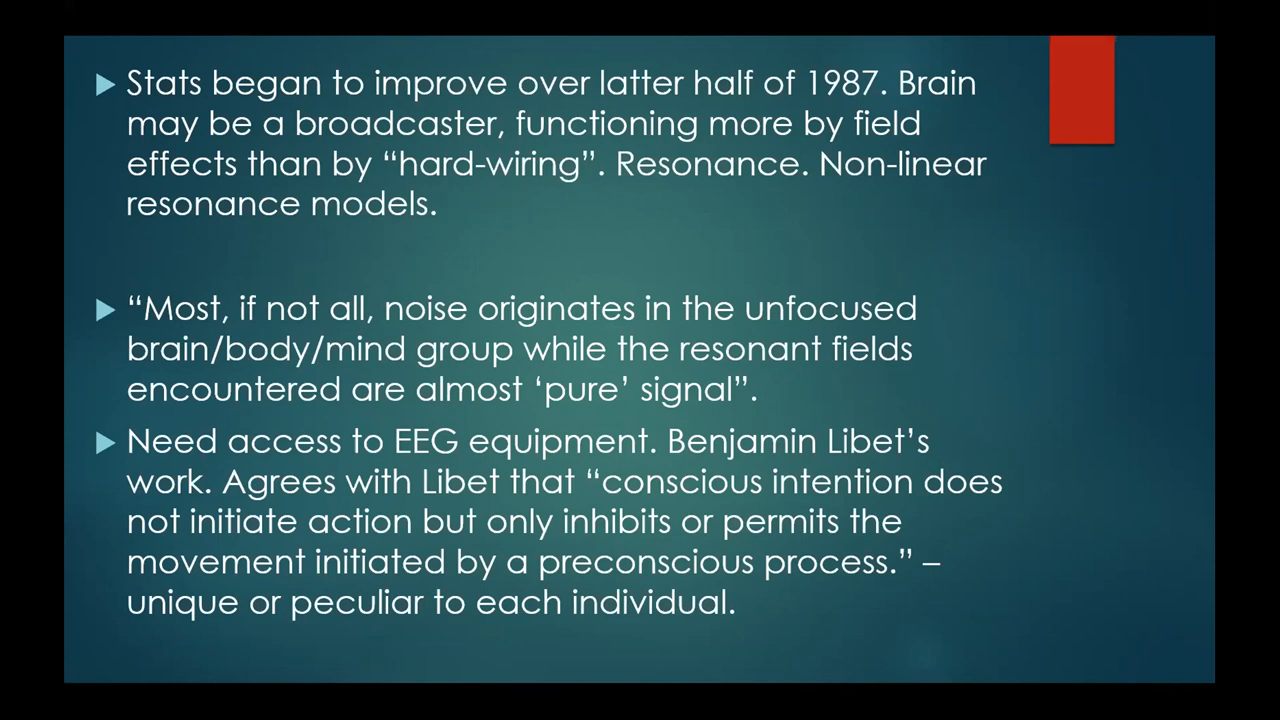 Stats began to improve over latter half of 1987. Brain
may be a broadcaster, functioning more by field
effects than by “hard-wiring”. Resonance. Non-linear
resonance models.
“Most, if not all, noise originates in the unfocused
brain/body/mind group while the resonant fields
encountered are almost ‘pure’ signal”.
Need access to EEG equipment. Benjamin Libet’s
work. Agrees with Libet that “conscious intention does
not initiate action but only inhibits or permits the
movement initiated by a preconscious process.” –
unique or peculiar to each individual.